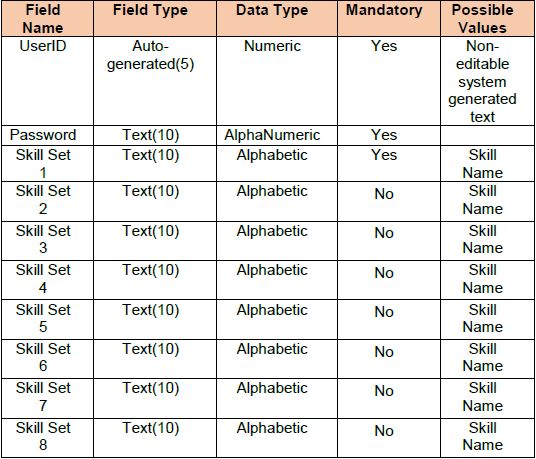 Field Name Field Type Data Type Mandatory Possible Values
UserID Auto-generated(5) Numeric Yes Non-editable system generated text
Password Text(10) AlphaNumeric Yes
Skill Set 1 Text(10) Alphabetic Yes Skill Name
Skill Set 2 Text(10) Alphabetic No Skill Name
Skill Set 3 Text(10) Alphabetic No Skill Name
Skill Set 4 Text(10) Alphabetic No Skill Name
Skill Set 5 Text(10) Alphabetic No Skill Name
Skill Set 6 Text(10) Alphabetic No Skill Name
Skill Set 7 Text(10) Alphabetic No Skill Name
Skill Set 8 Text(10) Alphabetic No Skill Name